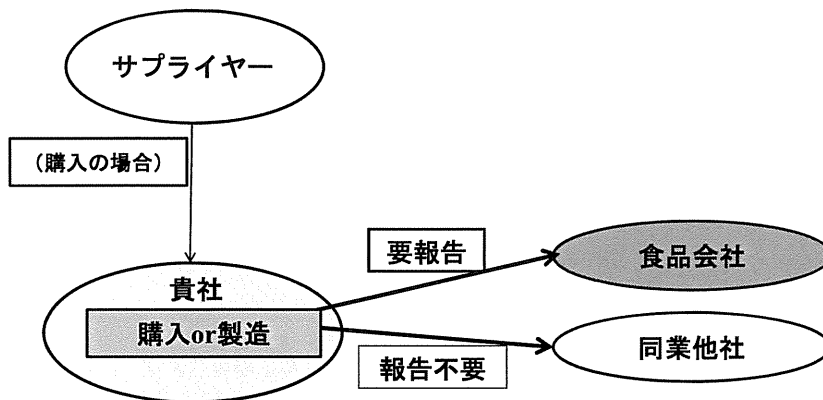 サプライヤー
（購入の場合）
要報告
食品会社
貴社
購入or製造
同業他社
報告不要